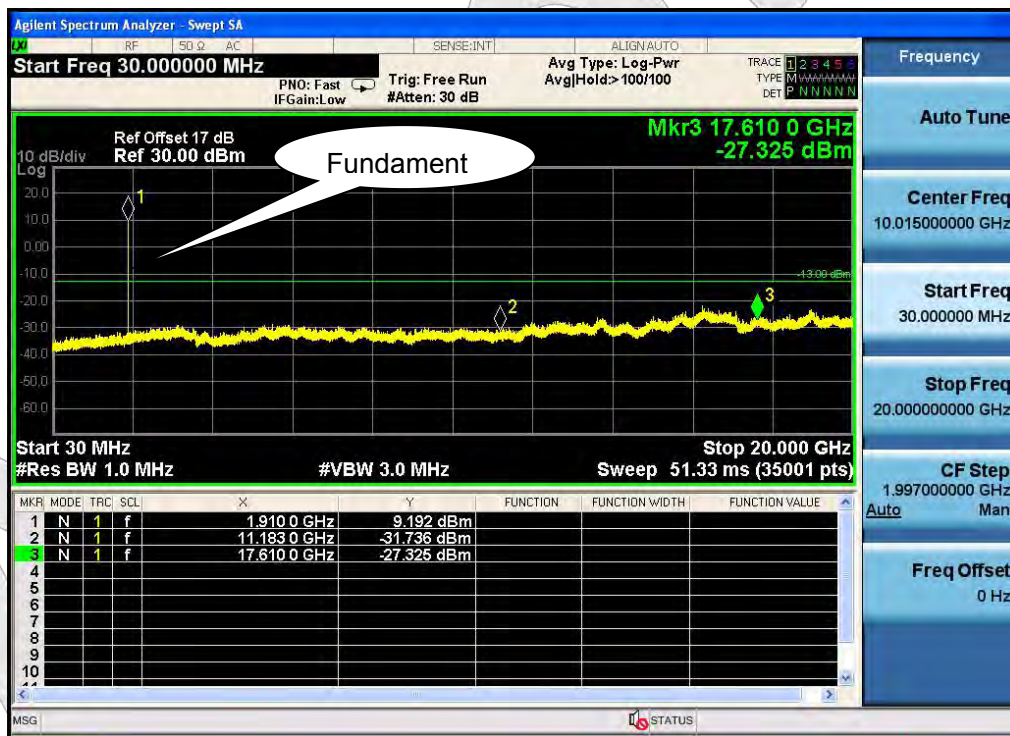 Agilent Spectrum Analyzer - Swept SA
LXI RF 50 Ω AC SENSE:INT ALIGN AUTO
Start Freq 30.000000 MHz
PNO: Fast
IFGain:Low
Trig: Free Run
#Atten: 30 dB
Avg Type: Log-Pwr
Avg|Hold:>100/100
TRACE 1 2 3 4 5 6
TYPE M
DET P N N N N N
Frequency
Auto Tune
Center Freq
10.015000000 GHz
Start Freq
30.000000 MHz
Stop Freq
20.000000000 GHz
CF Step
1.997000000 GHz
Auto Man
Freq Offset
0 Hz
Mkr3 17.610 0 GHz
-27.325 dBm
Ref Offset 17 dB
10 dB/div Ref 30.00 dBm
Log
Fundament
20.0
10.0
0.00
-10.0
-20.0
-30.0
-40.0
-50.0
-60.0
1
2
3
-13.00 dBm
Start 30 MHz Stop 20.000 GHz
#Res BW 1.0 MHz #VBW 3.0 MHz Sweep 51.33 ms (35001 pts)
MKR MODE TRC SCL X Y FUNCTION FUNCTION WIDTH FUNCTION VALUE
1 N 1 f 1.910 0 GHz 9.192 dBm
2 N 1 f 11.183 0 GHz -31.736 dBm
3 N 1 f 17.610 0 GHz -27.325 dBm
4
5
6
7
8
9
10
MSG STATUS